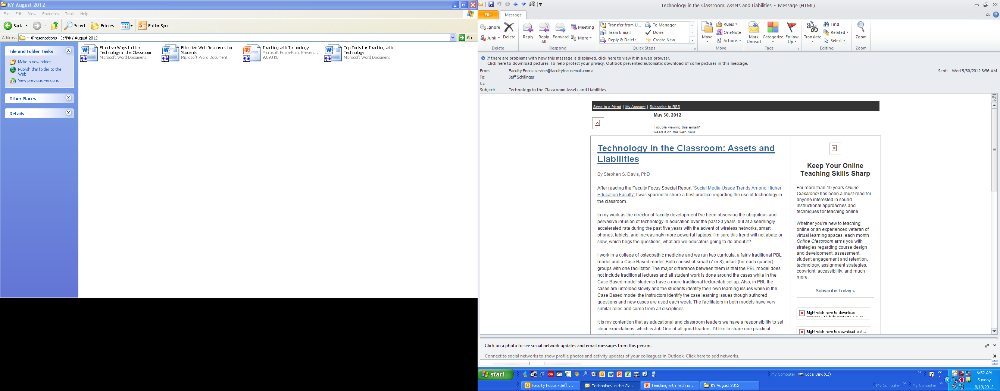 KY August 2012
File Edit View Favorites Tools Help
Back Search Folders Folder Sync
Address H:\Presentations - Jeff\KY August 2012 Go
File and Folder Tasks
Make a new folder
Publish this folder to the
Web
View previous versions
Other Places
Details
Effective Ways to Use
Technology in the Classroom
Microsoft Word Document
Effective Web Resources for
Students
Microsoft Word Document
Teaching with Technology
Microsoft PowerPoint Present...
9,890 KB
Top Tools for Teaching with
Technology
Microsoft Word Document
Technology in the Classroom: Assets and Liabilities - Message (HTML)
File Message
Ignore
Junk
Delete
Delete
Reply
Reply
All
Forward
Meeting
More
Respond
Transfer from U...
Team E-mail
Reply & Delete
To Manager
Done
Create New
Quick Steps
Move
Rules
OneNote
Actions
Move
Mark
Unread
Categorize
Follow
Up
Tags
Translate
Find
Related
Select
Editing
Zoom
Zoom
If there are problems with how this message is displayed, click here to view it in a web browser.
Click here to download pictures. To help protect your privacy, Outlook prevented automatic download of some pictures in this message.
From: Faculty Focus <ezine@facultyfocusemail.com> Sent: Wed 5/30/2012 8:36 AM
To: Jeff Schillinger
Cc:
Subject: Technology in the Classroom: Assets and Liabilities
Send to a friend | My Account | Subscribe to RSS
May 30, 2012
Trouble viewing this email?
Read it on the web here.
Technology in the Classroom: Assets and
Liabilities
By Stephen S. Davis, PhD
After reading the Faculty Focus Special Report "Social Media Usage Trends Among Higher
Education Faculty" I was spurred to share a best practice regarding the use of technology in
the classroom.
In my work as the director of faculty development I've been observing the ubiquitous and
pervasive infusion of technology in education over the past 20 years, but at a seemingly
accelerated rate during the past five years with the advent of wireless networks, smart
phones, tablets, and increasingly more powerful laptops. I'm sure this trend will not abate or
slow, which begs the questions, what are we educators going to do about it?
I work in a college of osteopathic medicine and we run two curricula; a fairly traditional PBL
model and a Case Based model. Both consist of small (7 or 8), intact (for each quarter)
groups with one facilitator. The major difference between them is that the PBL model does
not include traditional lectures and all student work is done around the cases while in the
Case Based model students have a more traditional lecture/lab set up. Also, in PBL the
cases are unfolded slowly and the students identify their own learning issues while in the
Case Based model the instructors identify the case learning issues though authored
questions and new cases are used each week. The facilitators in both models have very
similar roles and come from all disciplines.
It is my contention that as educational and classroom leaders we have a responsibility to set
clear expectations, which is Job One of all good leaders. I'd like to share one practical
Keep Your Online
Teaching Skills Sharp
For more than 10 years Online
Classroom has been a must-read for
anyone interested in sound
instructional approaches and
techniques for teaching online.
Whether you're new to teaching
online or an experienced veteran of
virtual learning spaces, each month
Online Classroom arms you with
strategies regarding course design
and development, assessment,
student engagement and retention,
technology, assignment strategies,
copyright, accessibility, and much
more.
Subscribe Today »
Right-click here to download
Right-click here to download pict...
Click on a photo to see social network updates and email messages from this person.
Connect to social networks to show profile photos and activity updates of your colleagues in Outlook. Click here to add networks.
start dn CNN SI My Computer Local Disk (C:) 6:52 AM
Sunday
8/19/2012
Faculty Focus - Jeff.... Technology in the Cla... Teaching with Techno... KY August 2012 My Computer My Computer